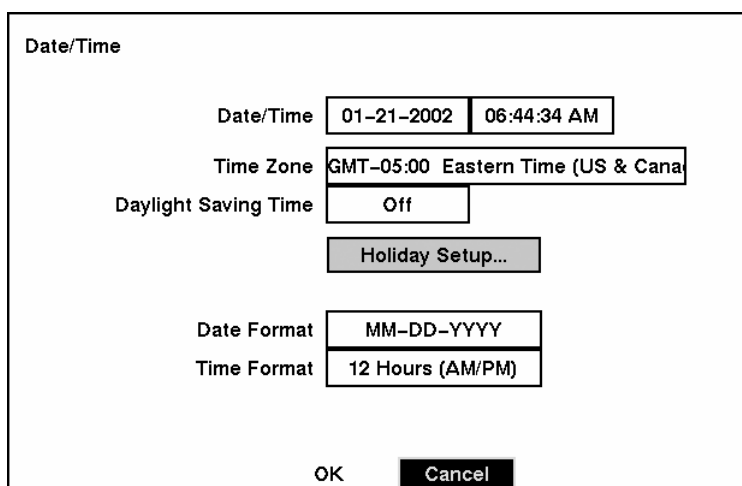 Date/Time
Date/Time 01-21-2002 06:44:34 AM
Time Zone GMT-05:00 Eastern Time (US & Cana
Daylight Saving Time Off
Holiday Setup...
Date Format MM-DD-YYYY
Time Format 12 Hours (AM/PM)
OK Cancel